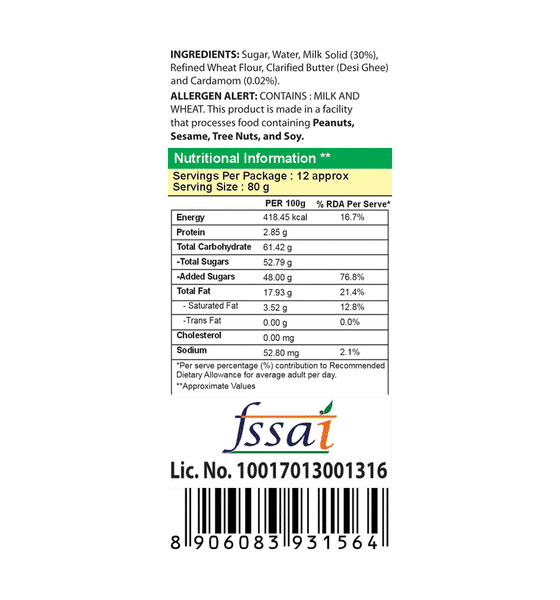 INGREDIENTS: Sugar, Water, Milk Solid (30%),
Refined Wheat Flour, Clarified Butter (Desi Ghee)
and Cardamom (0.02%).
ALLERGEN ALERT: CONTAINS : MILK AND
WHEAT. This product is made in a facility
that processes food containing Peanuts,
Sesame, Tree Nuts, and Soy.
Nutritional Information **
Servings Per Package : 12 approx
Serving Size : 80 g
PER 100g % RDA Per Serve*
Energy 418.45 kcal 16.7%
Protein 2.85 g
Total Carbohydrate 61.42 g
-Total Sugars 52.79 g
-Added Sugars 48.00 g 76.8%
Total Fat 17.93 g 21.4%
- Saturated Fat 3.52 g 12.8%
-Trans Fat 0.00 g 0.0%
Cholesterol 0.00 mg
Sodium 52.80 mg 2.1%
*Per serve percentage (%) contribution to Recommended
Dietary Allowance for average adult per day.
**Approximate Values
fssai
Lic. No. 10017013001316
8 906083 931564